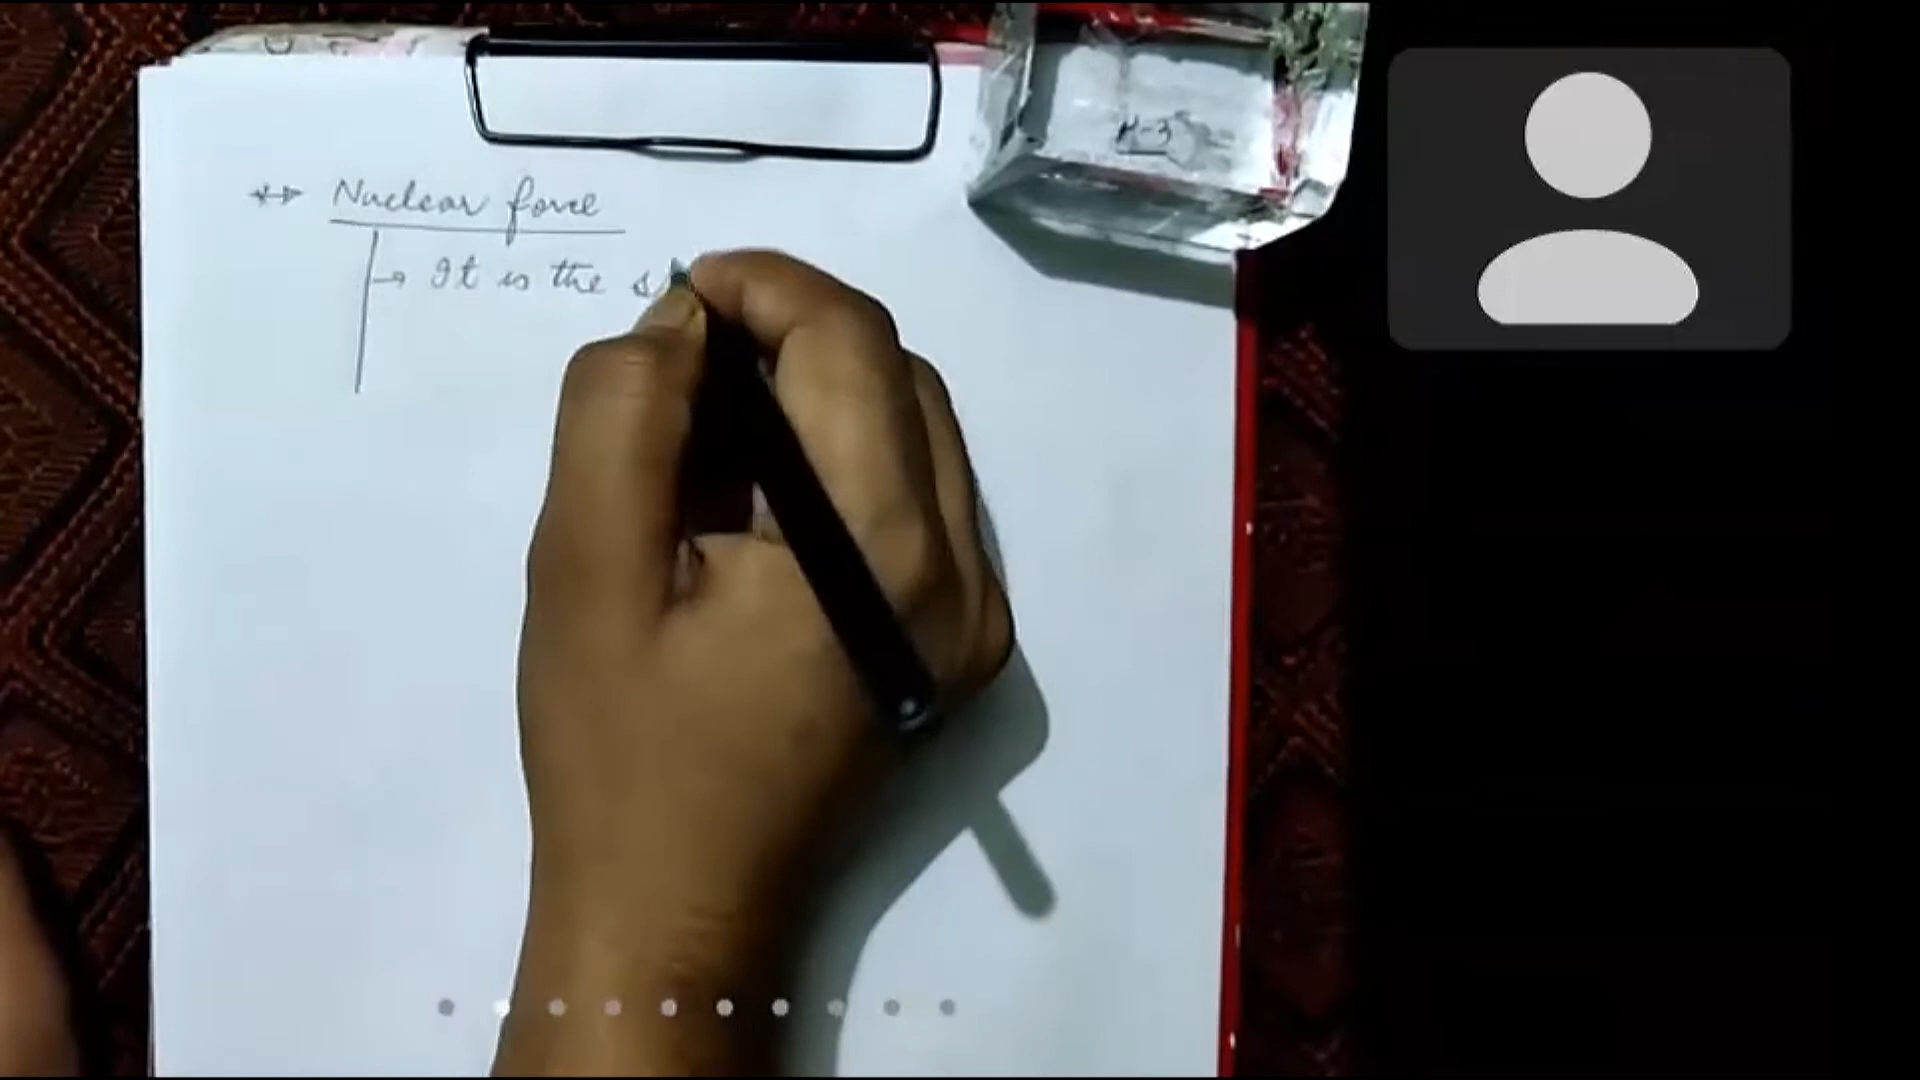 Nuclear force
→ It is the s